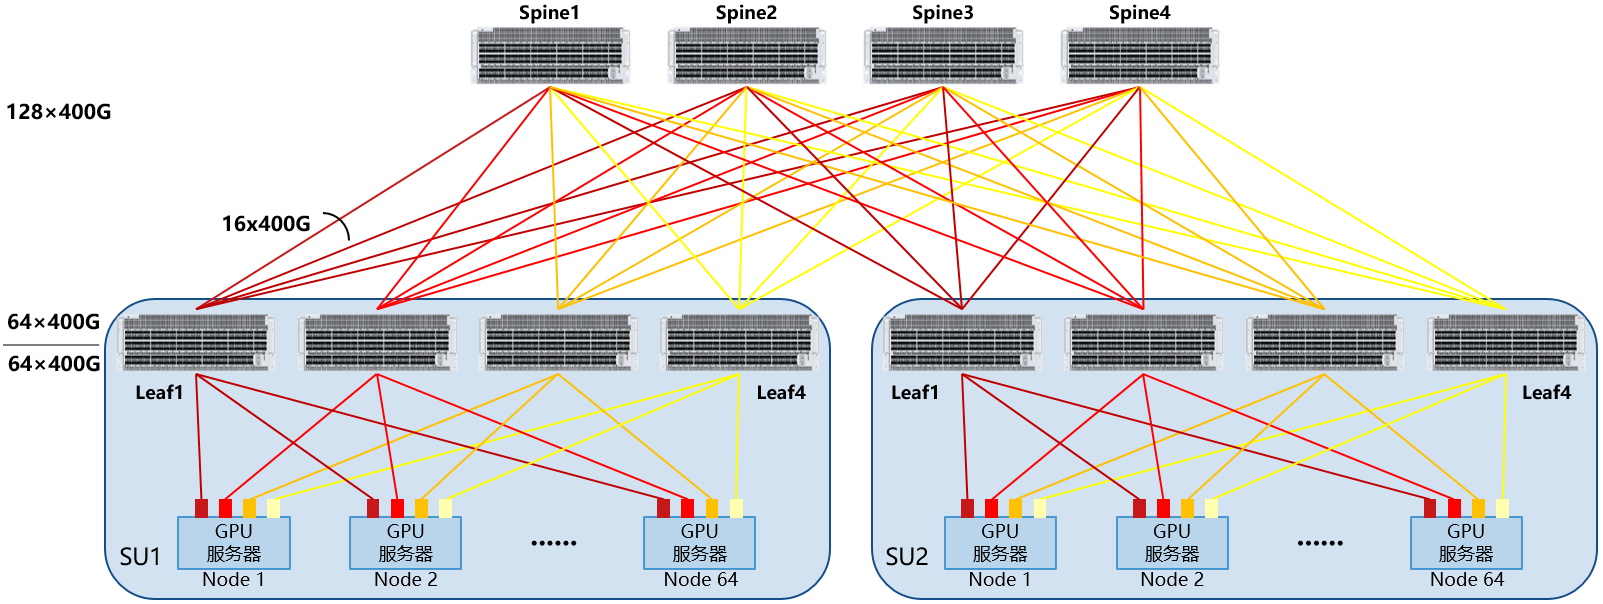 Spine1
Spine2
Spine3
Spine4
128×400G
16x400G
64×400G
64×400G
Leaf1
Leaf4
Leaf1
Leaf4
SU1
GPU
服务器
Node 1
GPU
服务器
Node 2
······
GPU
服务器
Node 64
SU2
GPU
服务器
Node 1
GPU
服务器
Node 2
······
GPU
服务器
Node 64